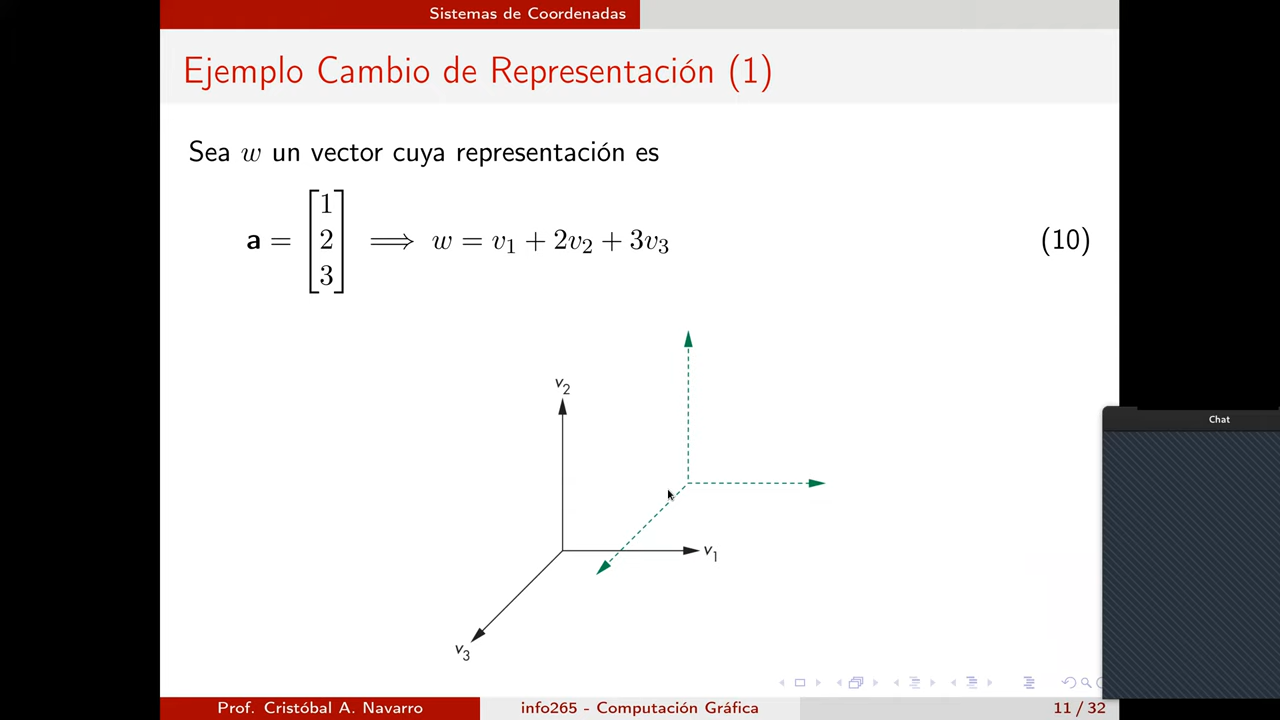 Sistemas de Coordenadas
Ejemplo Cambio de Representación (1)
Sea w un vector cuya representación es
a = [1 2 3] ⟹ w = v₁ + 2v₂ + 3v₃ (10)
v₂
v₁
v₃
Chat
Prof. Cristóbal A. Navarro info265 - Computación Gráfica 11 / 32